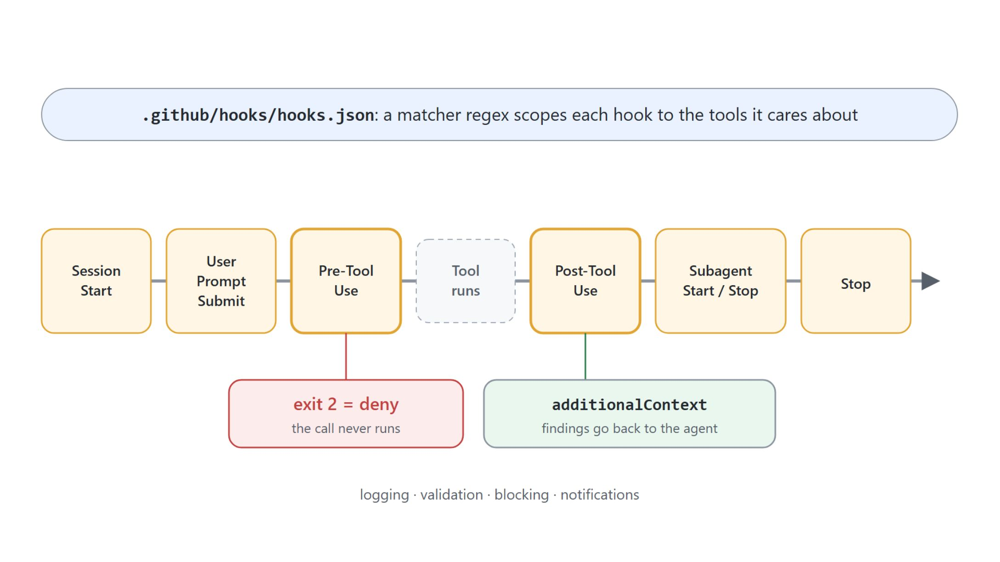 .github/hooks/hooks.json: a matcher regex scopes each hook to the tools it cares about
Session
Start
User
Prompt
Submit
Pre-Tool
Use
Tool
runs
Post-Tool
Use
Subagent
Start / Stop
Stop
exit 2 = deny
the call never runs
additionalContext
findings go back to the agent
logging · validation · blocking · notifications